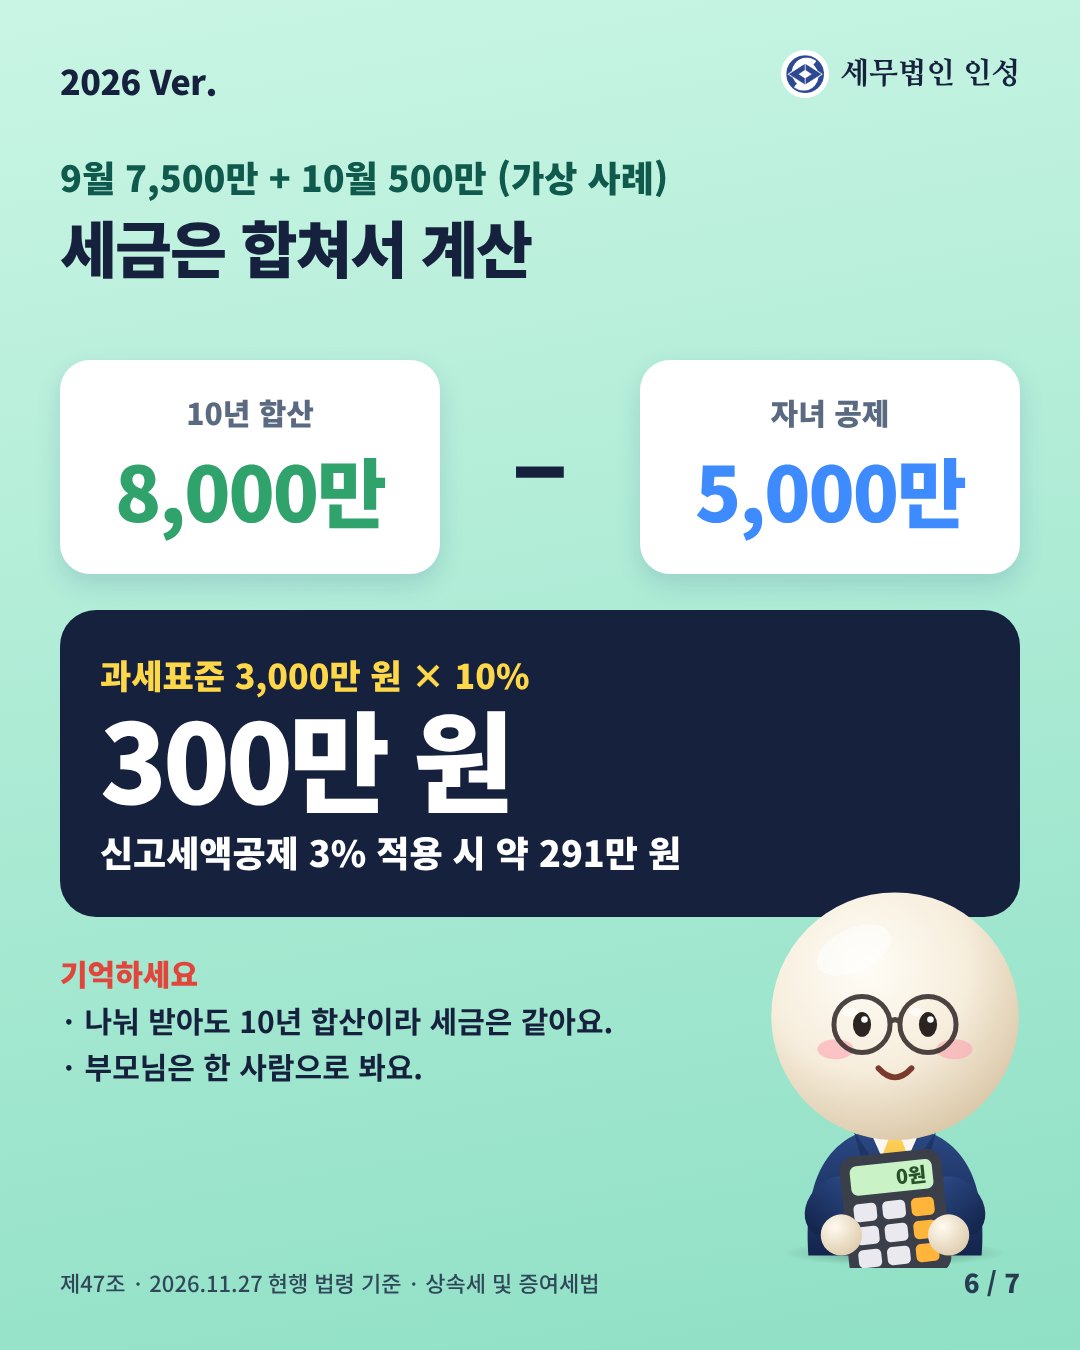 2026 Ver.
세무법인 인성
9월 7,500만 + 10월 500만 (가상 사례)
세금은 합쳐서 계산
10년 합산
8,000만
–
자녀 공제
5,000만
과세표준 3,000만 원 × 10%
300만 원
신고세액공제 3% 적용 시 약 291만 원
기억하세요
· 나눠 받아도 10년 합산이라 세금은 같아요.
· 부모님은 한 사람으로 봐요.
0원
제47조 · 2026.11.27 현행 법령 기준 · 상속세 및 증여세법
6 / 7